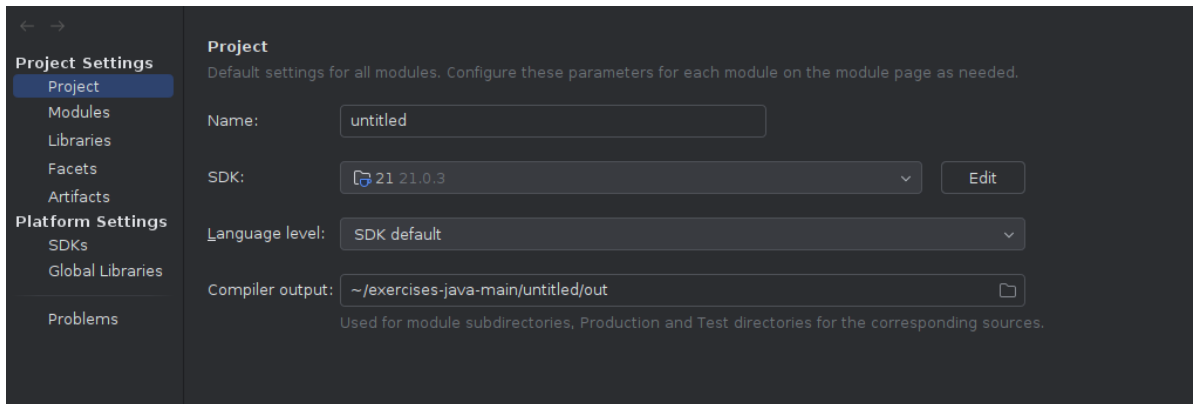 Project Settings
Project
Modules
Libraries
Facets
Artifacts
Platform Settings
SDKs
Global Libraries
Problems
Project
Default settings for all modules. Configure these parameters for each module on the module page as needed.
Name: untitled
SDK: 21 21.0.3 Edit
Language level: SDK default
Compiler output: ~/exercises-java-main/untitled/out
Used for module subdirectories, Production and Test directories for the corresponding sources.